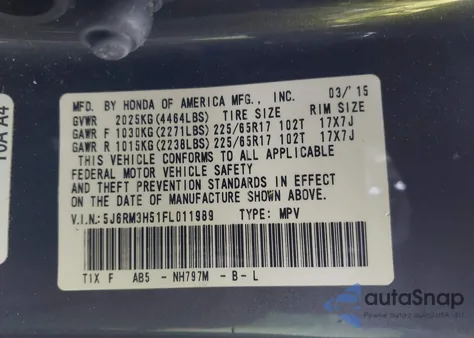 MFD. BY HONDA OF AMERICA MFG., INC. 03/'15
GVWR 2025KG(4464LBS) TIRE SIZE RIM SIZE
GAWR F 1030KG(2271LBS) 225/65R17 102T 17X7J
GAWR R 1015KG(2238LBS) 225/65R17 102T 17X7J
THIS VEHICLE CONFORMS TO ALL APPLICABLE
FEDERAL MOTOR VEHICLE SAFETY
AND THEFT PREVENTION STANDARDS IN EFFECT
ON THE DATE OF MANUFACTURE SHOWN ABOVE.
V.I.N: 5J6RM3H51FL011989 TYPE: MPV
T1X F AB5 - NH797M - B - L
10A A4
autaSnap